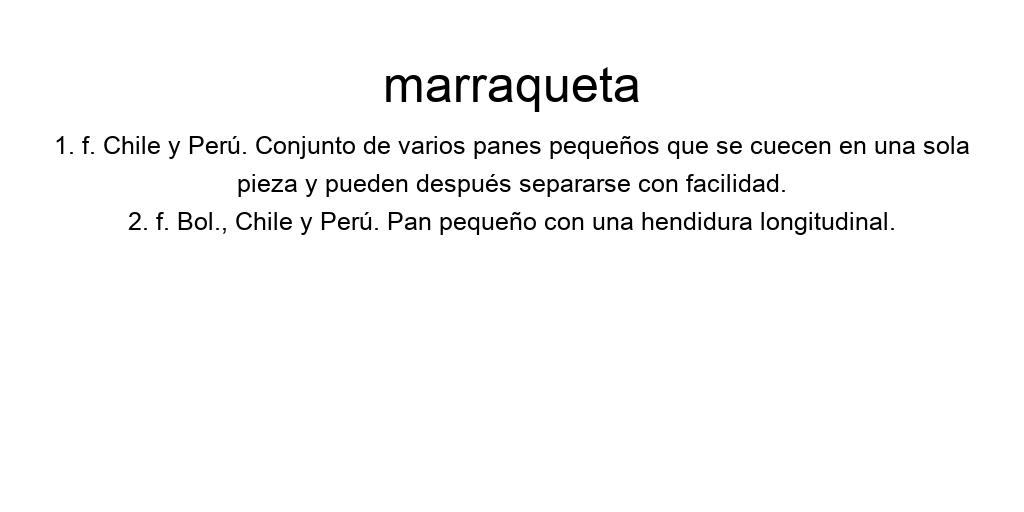 marraqueta
1. f. Chile y Perú. Conjunto de varios panes pequeños que se cuecen en una sola
pieza y pueden después separarse con facilidad.
2. f. Bol., Chile y Perú. Pan pequeño con una hendidura longitudinal.